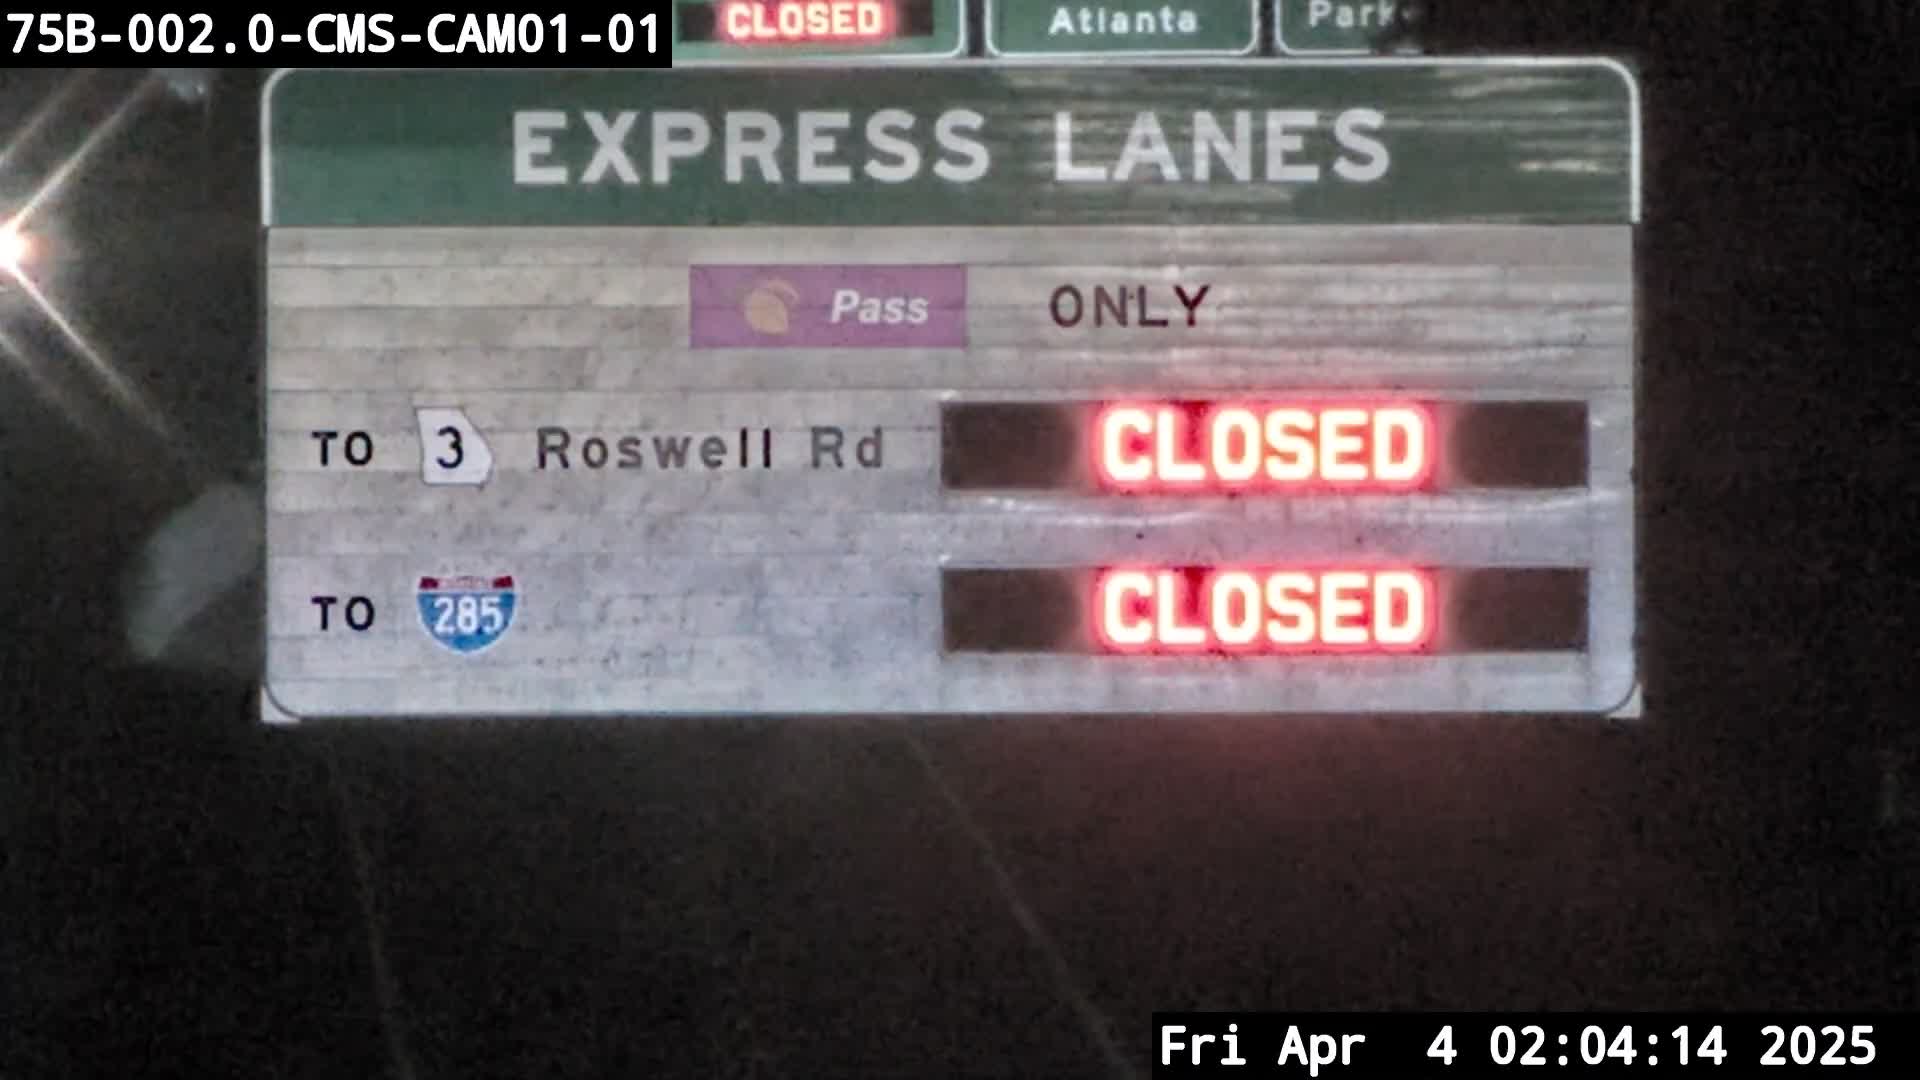 75B-002.0-CMS-CAM01-01
CLOSED
Atlanta
Park
EXPRESS LANES
Pass ONLY
TO 3 Roswell Rd CLOSED
TO 285 CLOSED
Fri Apr 4 02:04:14 2025